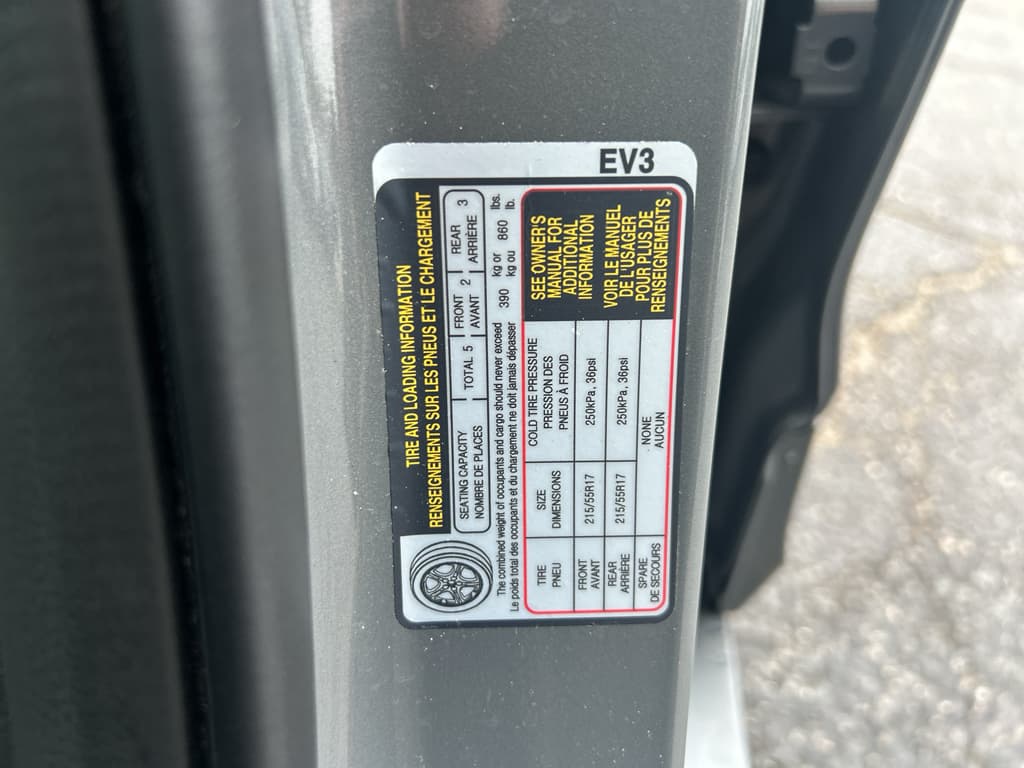 EV3
TIRE AND LOADING INFORMATION
RENSEIGNEMENTS SUR LES PNEUS ET LE CHARGEMENT
SEATING CAPACITY TOTAL 5 FRONT 2 REAR 3
NOMBRE DE PLACES AVANT ARRIÈRE
The combined weight of occupants and cargo should never exceed 390 kg or 860 lbs.
Le poids total des occupants et du chargement ne doit jamais dépasser kg ou lb.
TIRE SIZE COLD TIRE PRESSURE
PNEU DIMENSIONS PRESSION DES
PNEUS À FROID
FRONT 215/55R17 250kPa, 36psi
AVANT
REAR 215/55R17 250kPa, 36psi
ARRIÈRE
SPARE NONE
DE SECOURS AUCUN
SEE OWNER'S
MANUAL FOR
ADDITIONAL
INFORMATION
VOIR LE MANUEL
DE L'USAGER
POUR PLUS DE
RENSEIGNEMENTS